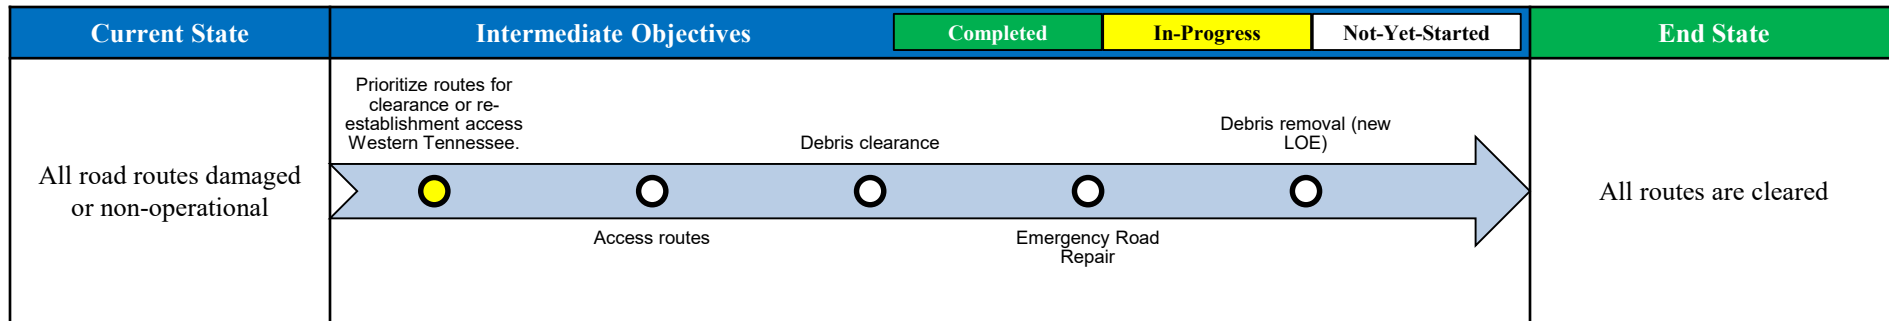 Current State
Intermediate Objectives
Completed
In-Progress
Not-Yet-Started
End State
All road routes damaged
or non-operational
Prioritize routes for
clearance or re-
establishment access
Western Tennessee.
Access routes
Debris clearance
Emergency Road
Repair
Debris removal (new
LOE)
All routes are cleared